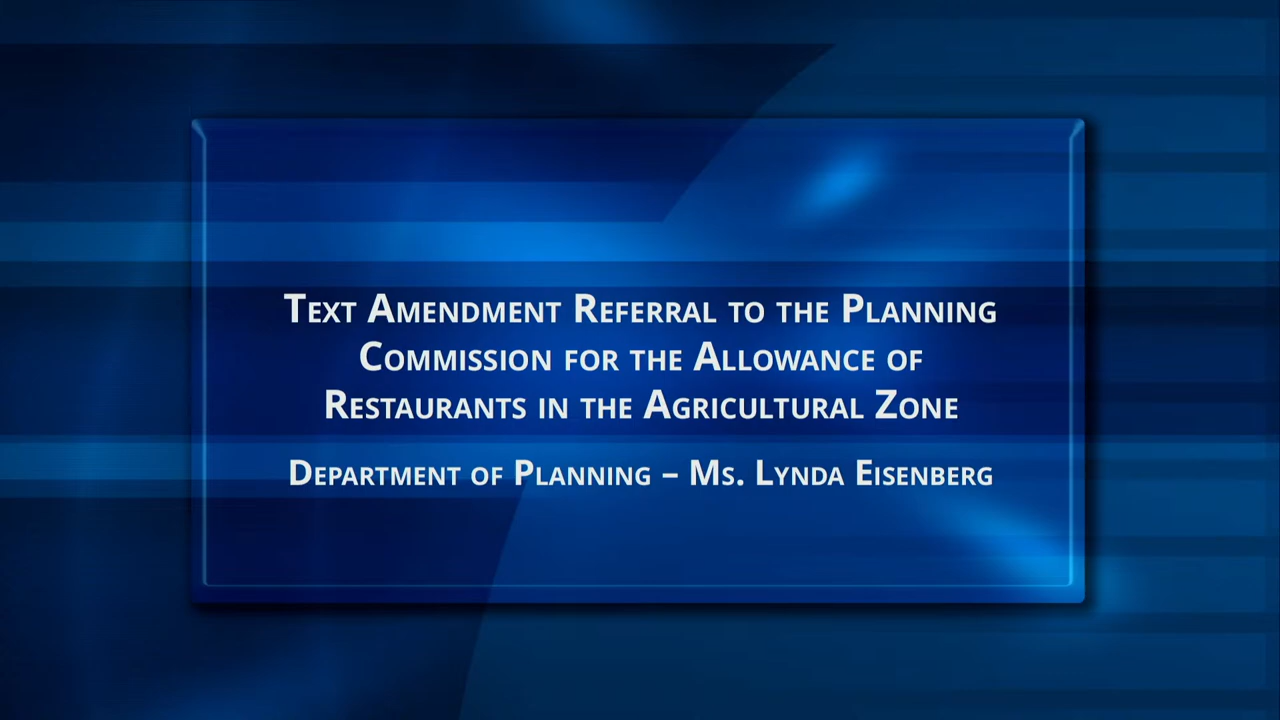 Text Amendment Referral to the Planning
Commission for the Allowance of
Restaurants in the Agricultural Zone
Department of Planning – Ms. Lynda Eisenberg